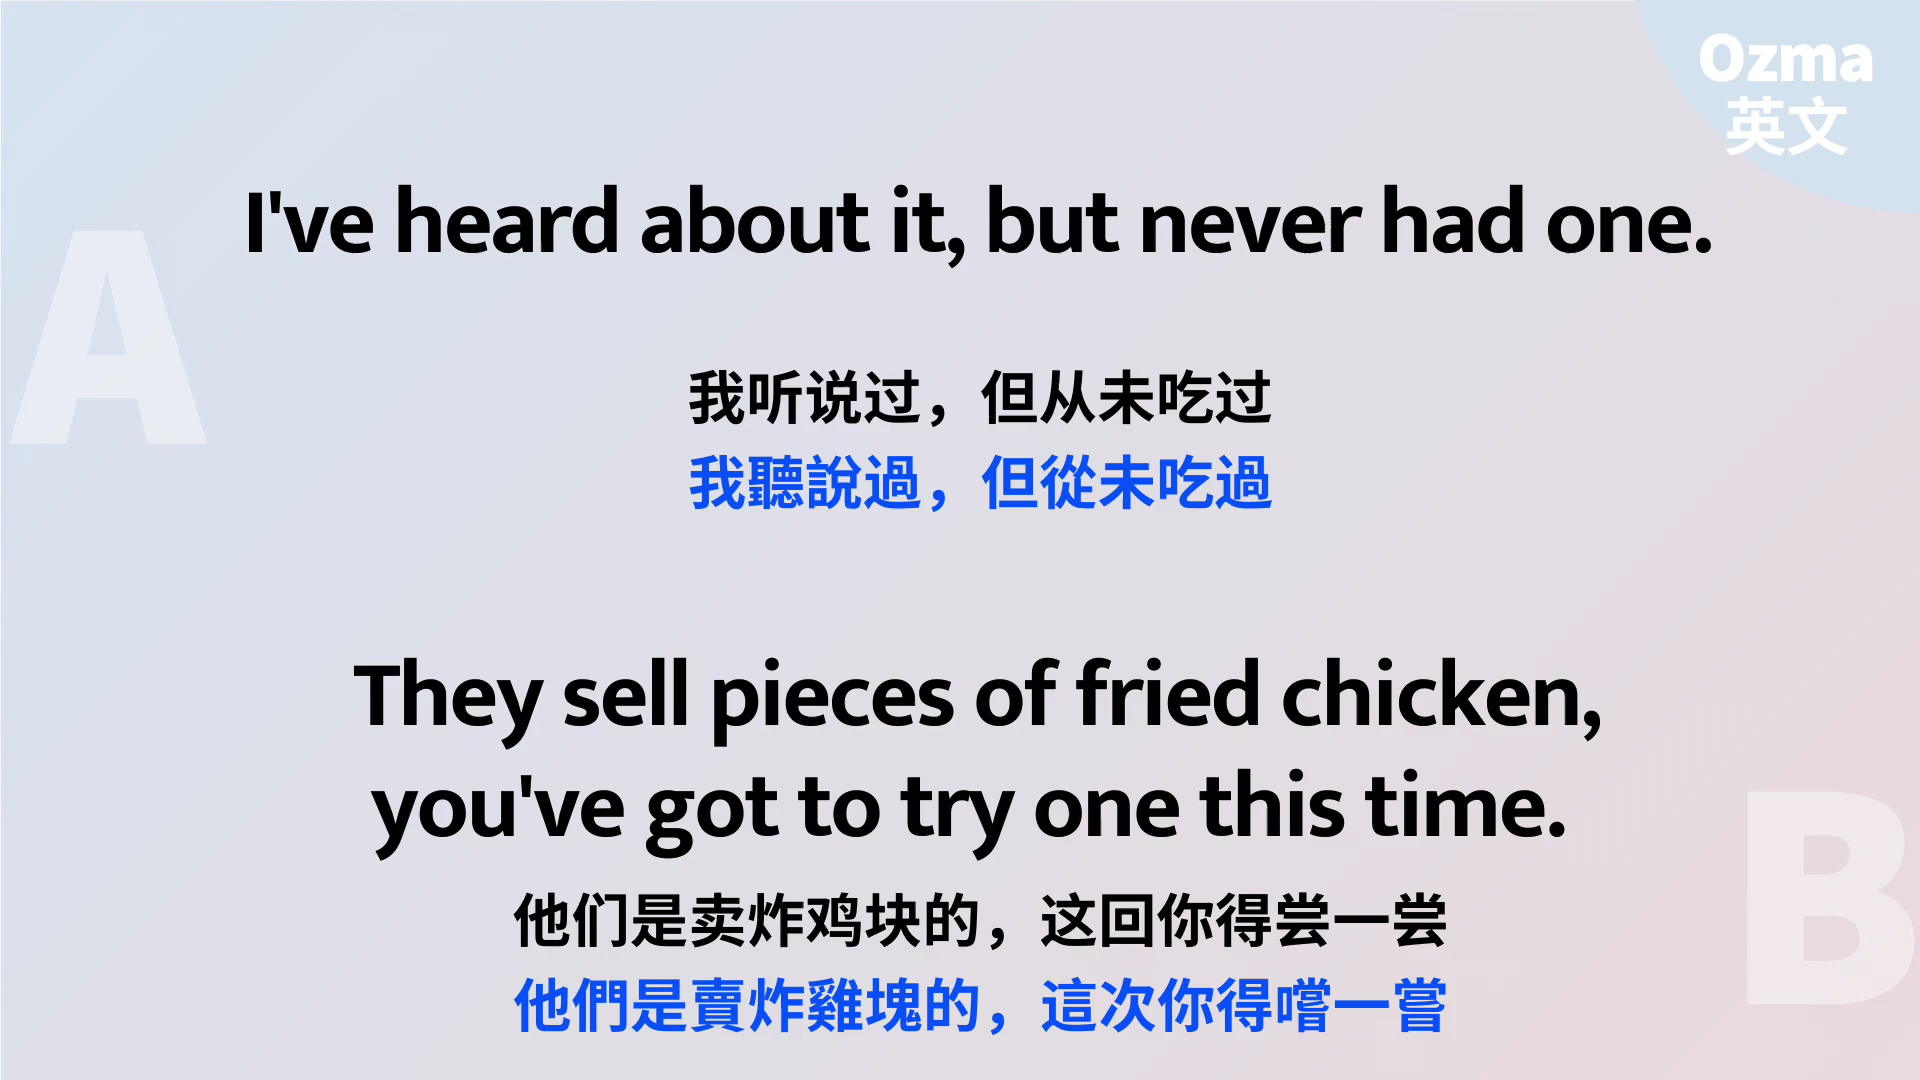 Ozma
英文
A
I've heard about it, but never had one.
我听说过，但从未吃过
我聽說過，但從未吃過
They sell pieces of fried chicken,
you've got to try one this time.
B
他们是卖炸鸡块的，这回你得尝一尝
他們是賣炸雞塊的，這次你得嚐一嘗